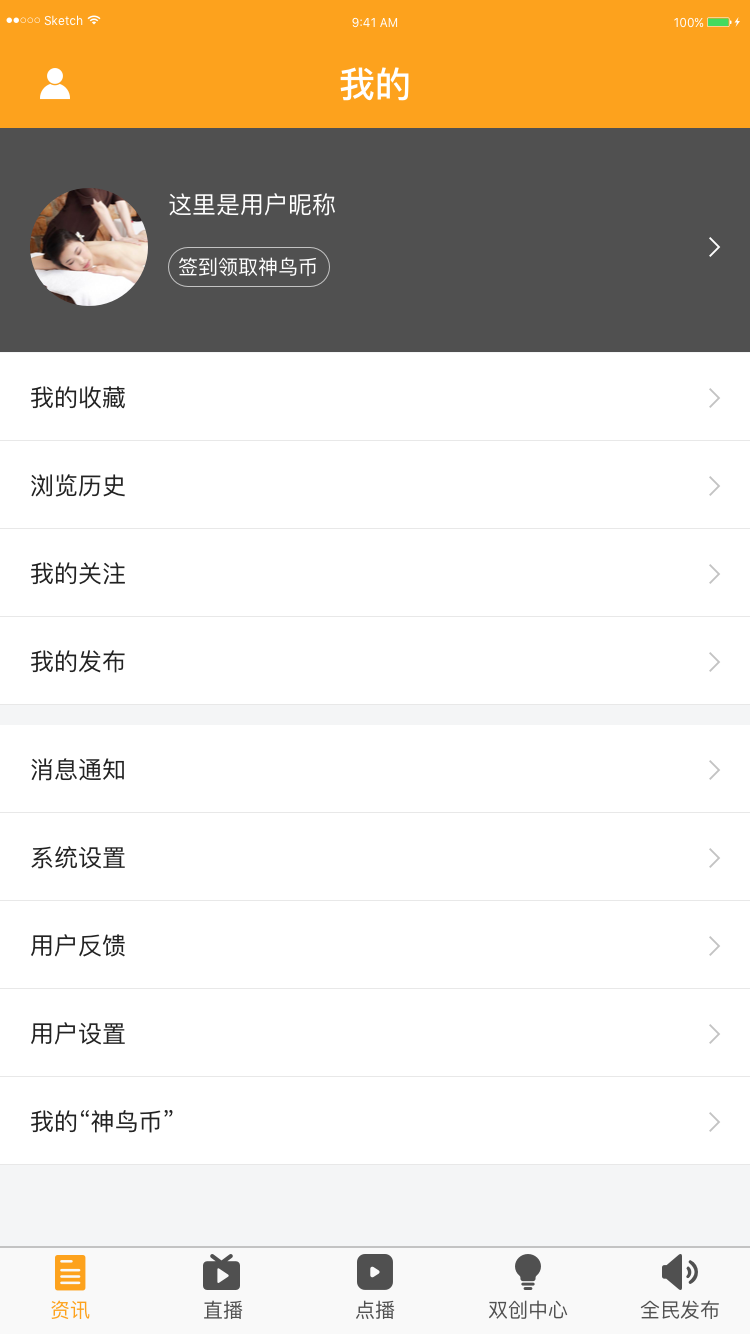 Sketch 9:41 AM 100%
我的
这里是用户昵称
签到领取神鸟币
我的收藏
浏览历史
我的关注
我的发布
消息通知
系统设置
用户反馈
用户设置
我的“神鸟币”
资讯 直播 点播 双创中心 全民发布